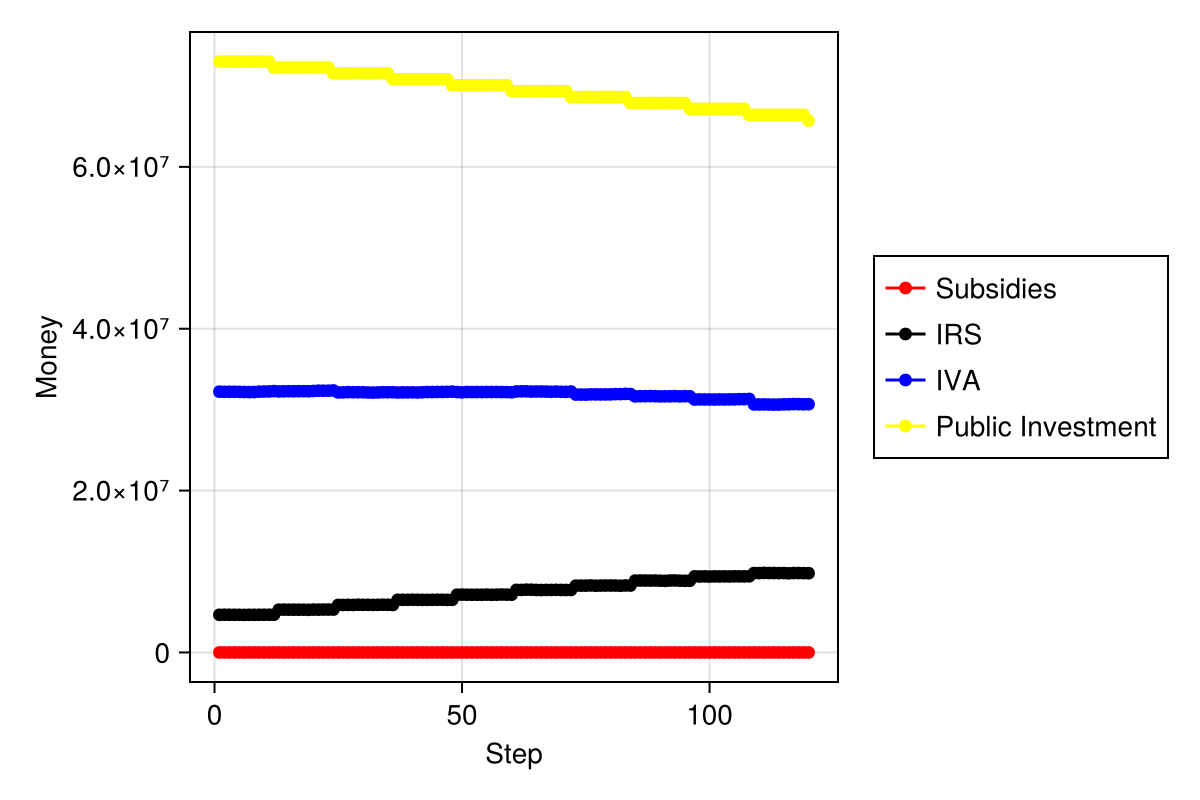 6.0×10⁷
4.0×10⁷
2.0×10⁷
0
Money
0
50
100
Step
Subsidies
IRS
IVA
Public Investment